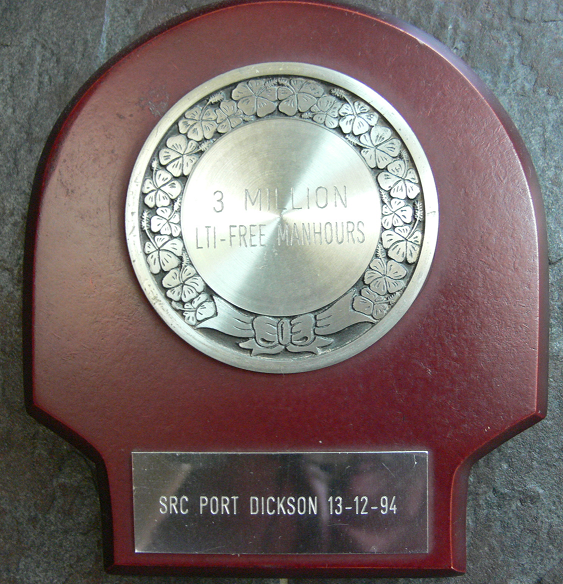 3 MILLION
LTI-FREE MANHOURS
SRC PORT DICKSON 13-12-94